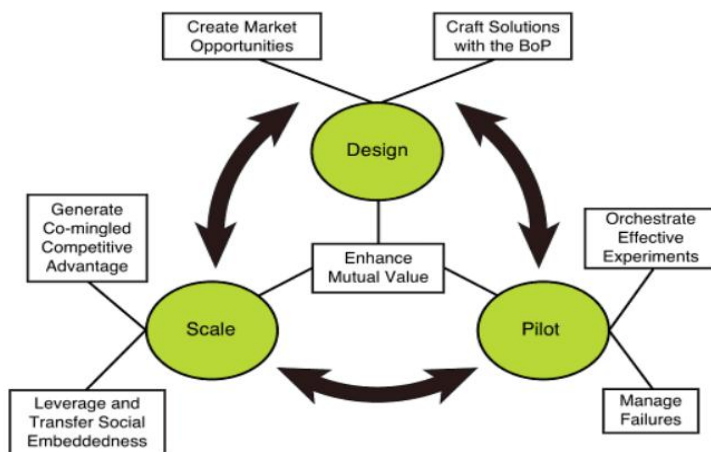 Create Market
Opportunities
Craft Solutions
with the BoP
Design
Generate
Co-mingled
Competitive
Advantage
Orchestrate
Effective
Experiments
Enhance
Mutual Value
Scale
Pilot
Leverage and
Transfer Social
Embeddedness
Manage
Failures